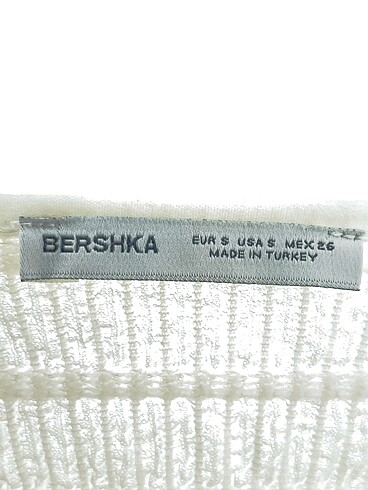 BERSHKA
EUR S USA S MEX 26
MADE IN TURKEY